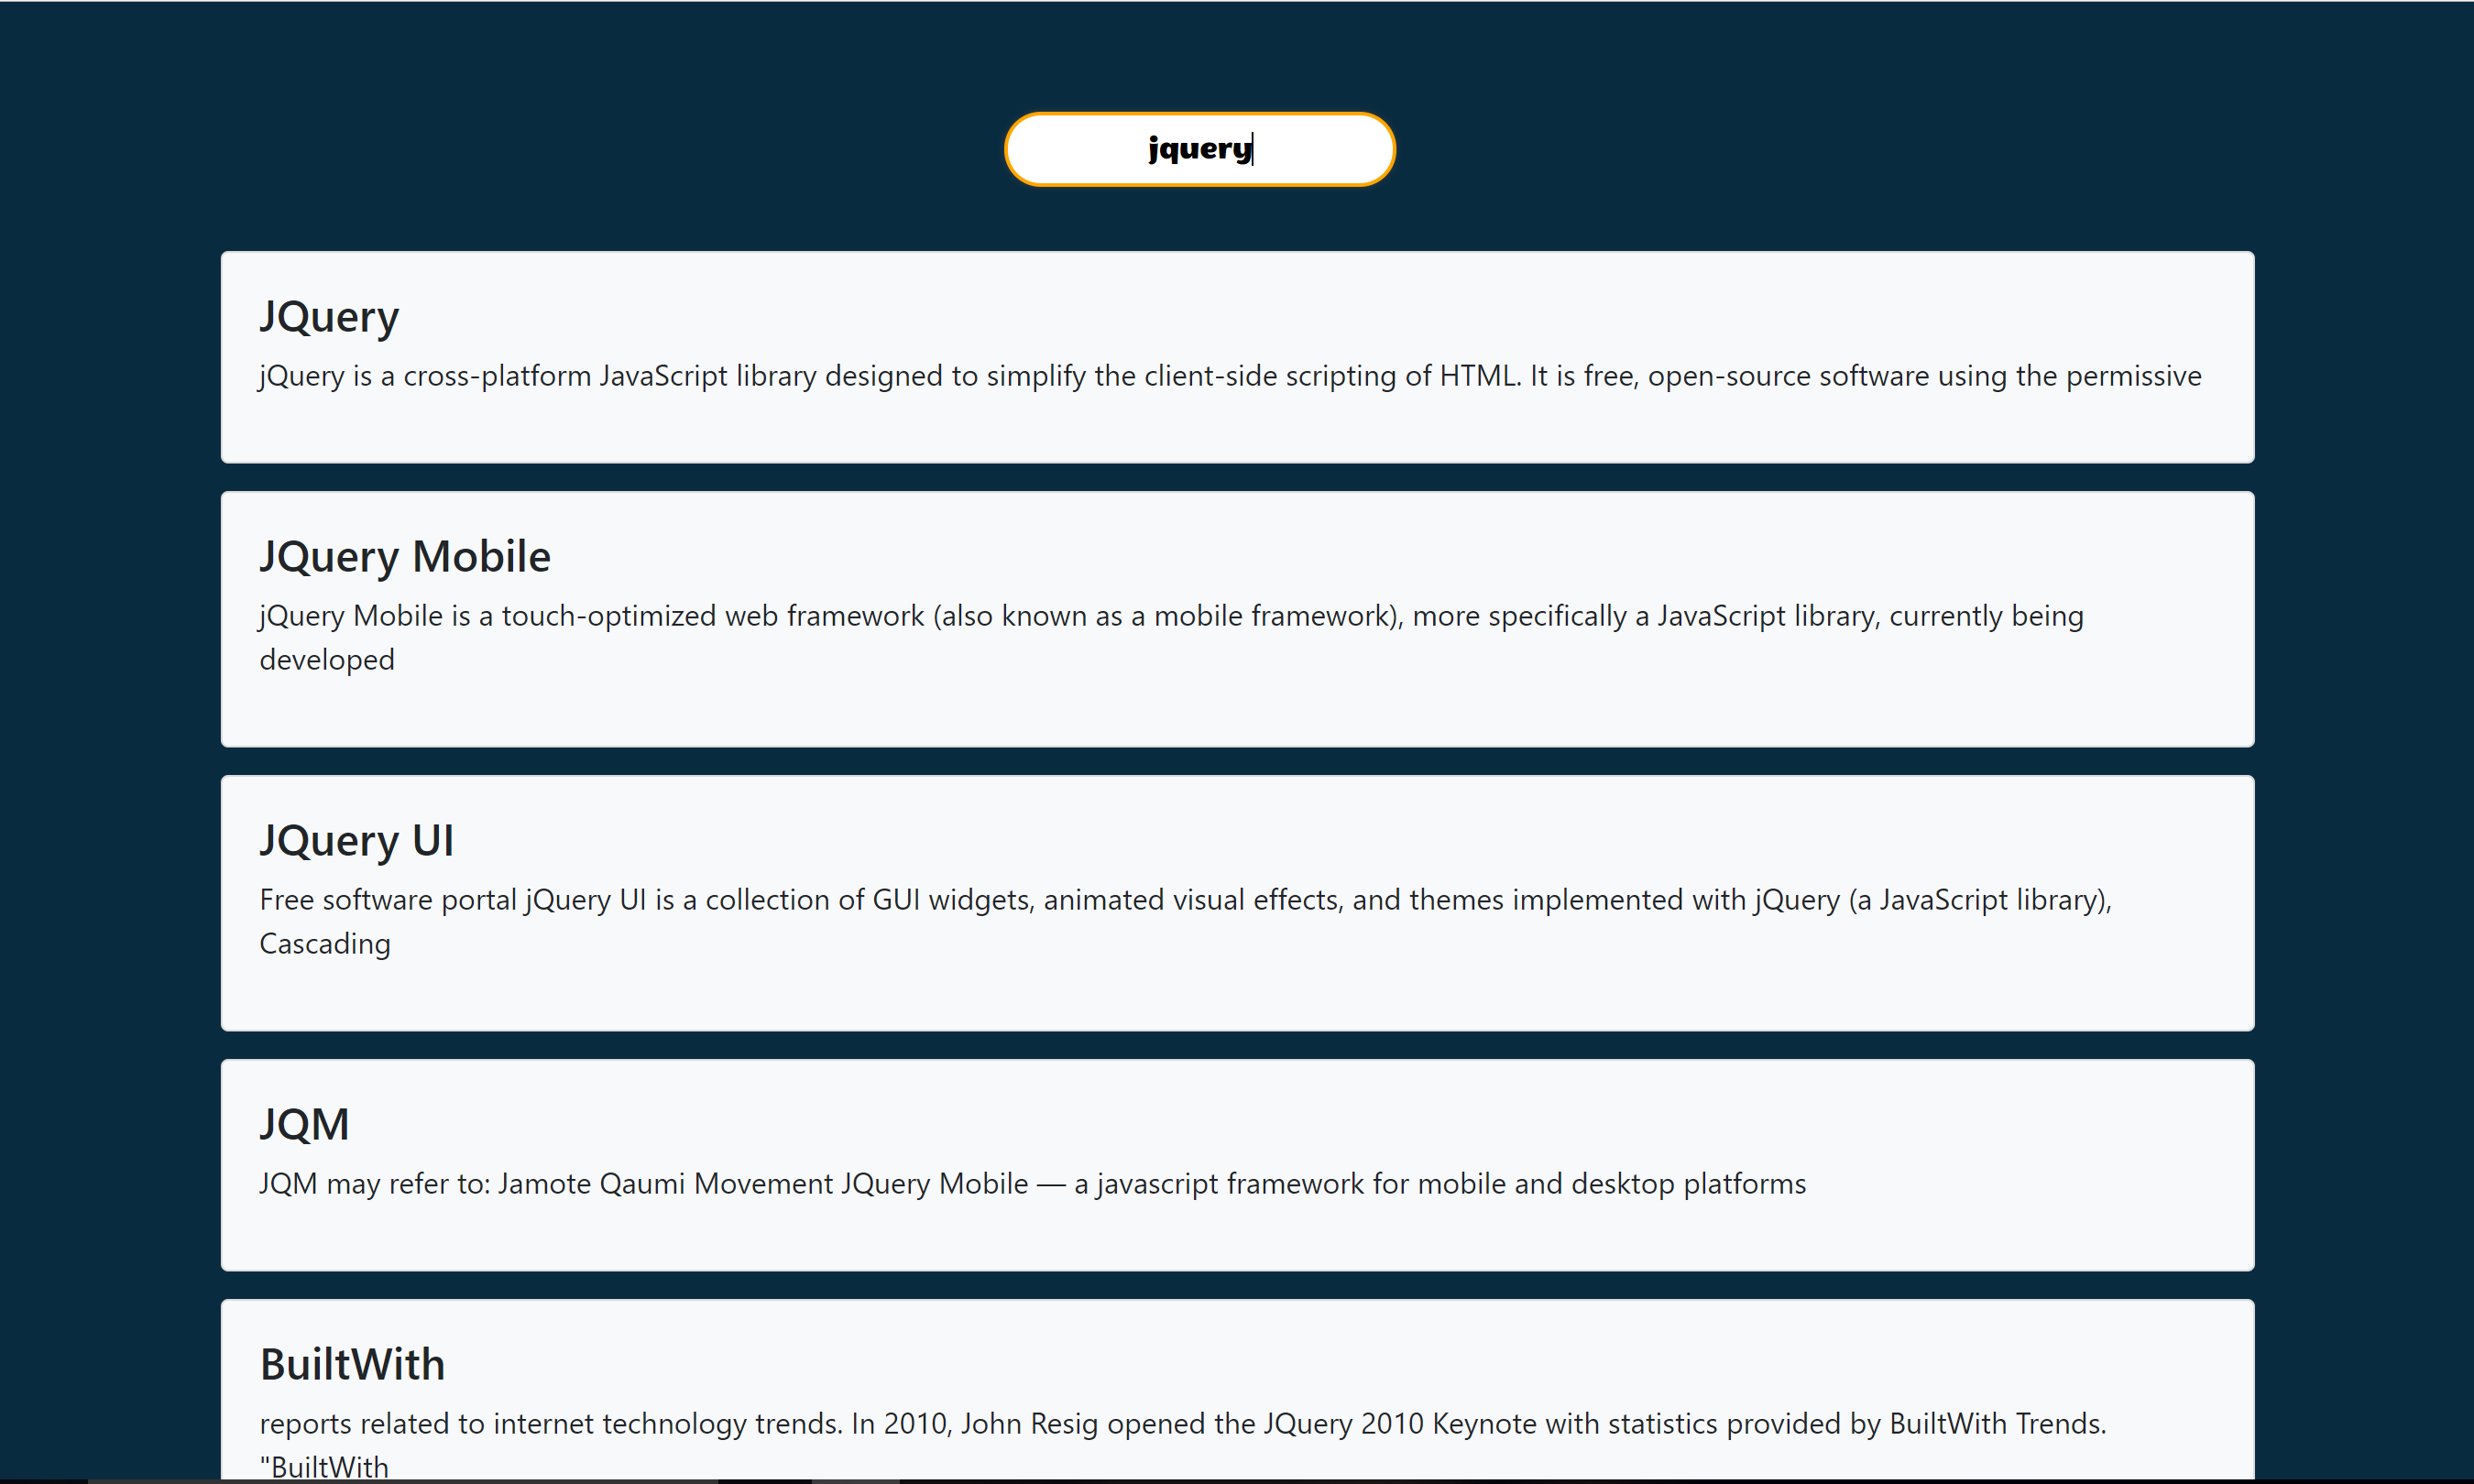 jquery
JQuery
jQuery is a cross-platform JavaScript library designed to simplify the client-side scripting of HTML. It is free, open-source software using the permissive
JQuery Mobile
jQuery Mobile is a touch-optimized web framework (also known as a mobile framework), more specifically a JavaScript library, currently being
developed
JQuery UI
Free software portal jQuery UI is a collection of GUI widgets, animated visual effects, and themes implemented with jQuery (a JavaScript library),
Cascading
JQM
JQM may refer to: Jamote Qaumi Movement JQuery Mobile — a javascript framework for mobile and desktop platforms
BuiltWith
reports related to internet technology trends. In 2010, John Resig opened the JQuery 2010 Keynote with statistics provided by BuiltWith Trends.
"BuiltWith